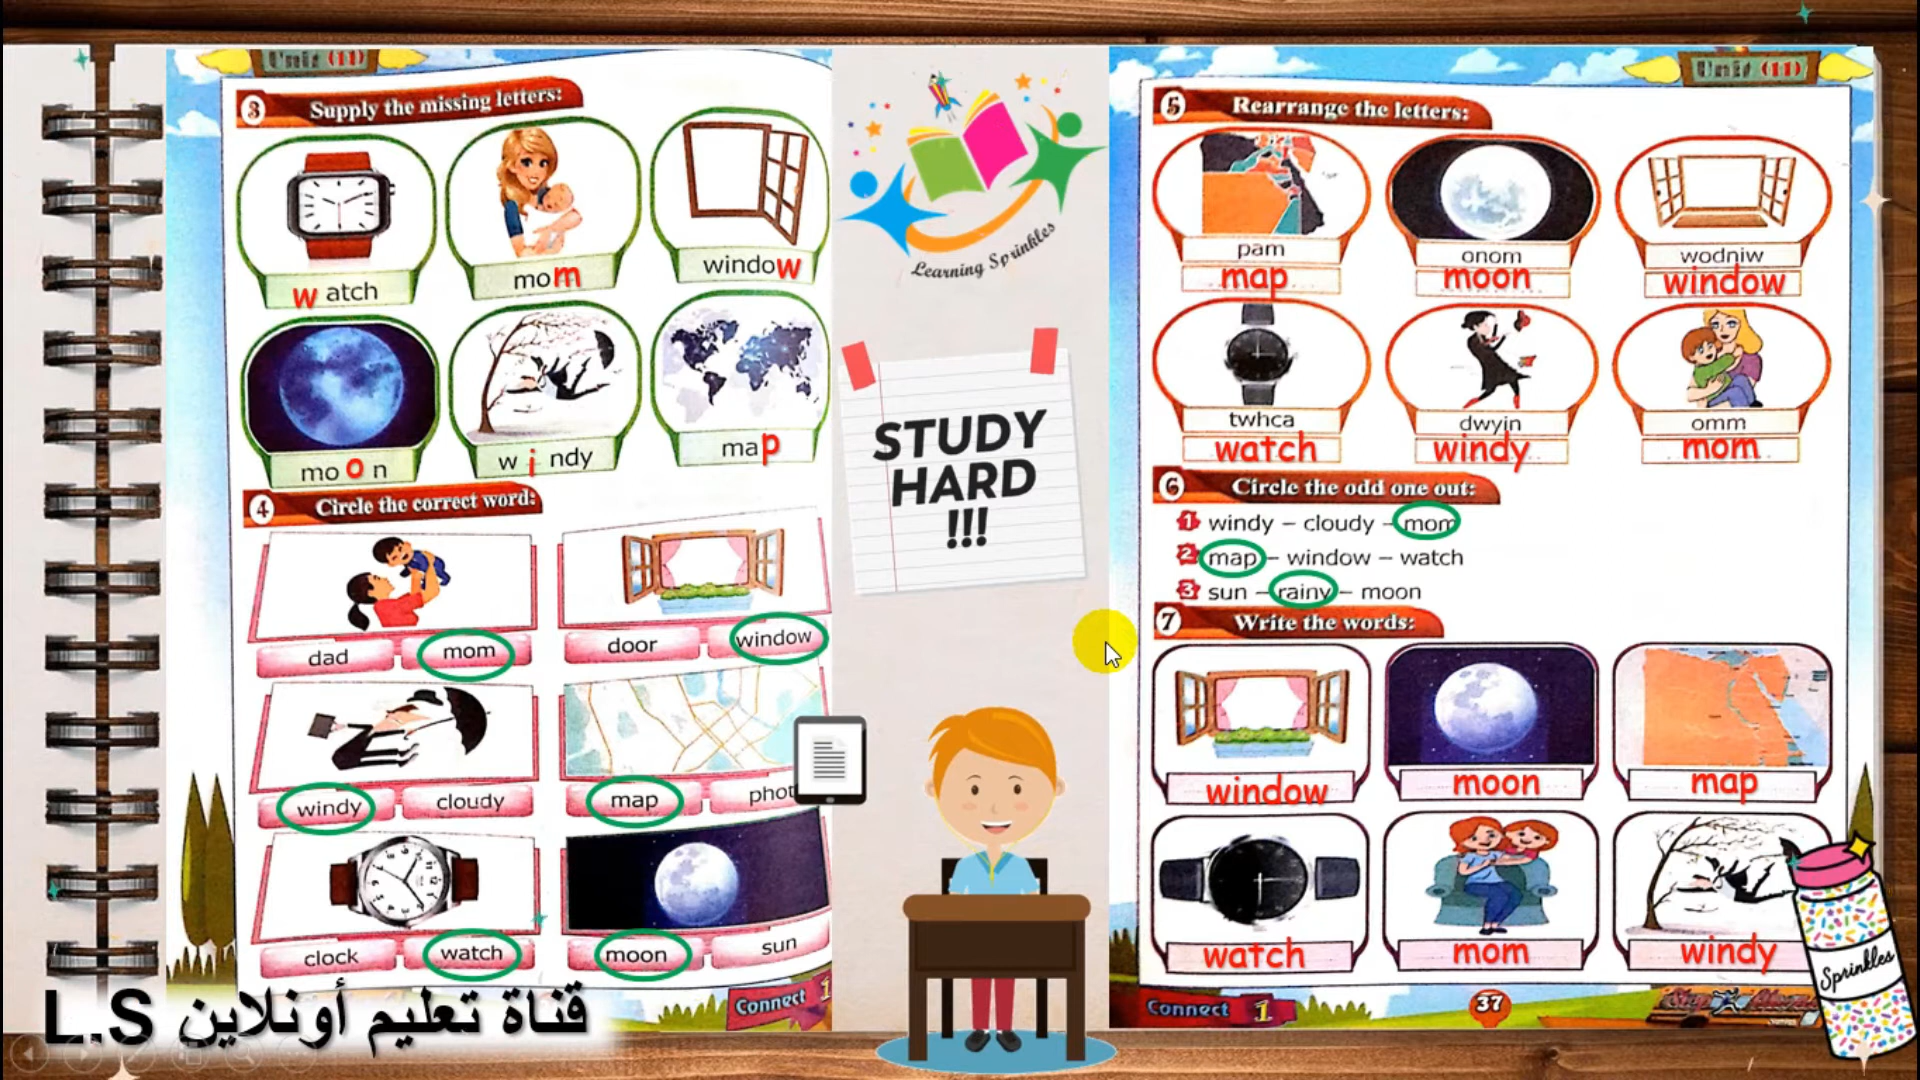 Unit (11)
3 Supply the missing letters:
w atch
mom
window
mo o n
w i ndy
map
4 Circle the correct word:
dad mom
door window
windy cloudy
map phot
clock watch
moon sun
Connect 1
قناة تعليم أونلاين L.S
Learning Sprinkles
STUDY
HARD
!!!
Unit (11)
5 Rearrange the letters:
pam onom wodniw
map moon window
twhca dwyin omm
watch windy mom
6 Circle the odd one out:
1 windy – cloudy – mom
2 map – window – watch
3 sun – rainy – moon
7 Write the words:
window moon map
watch mom windy
Connect 1
37
Sprinkles